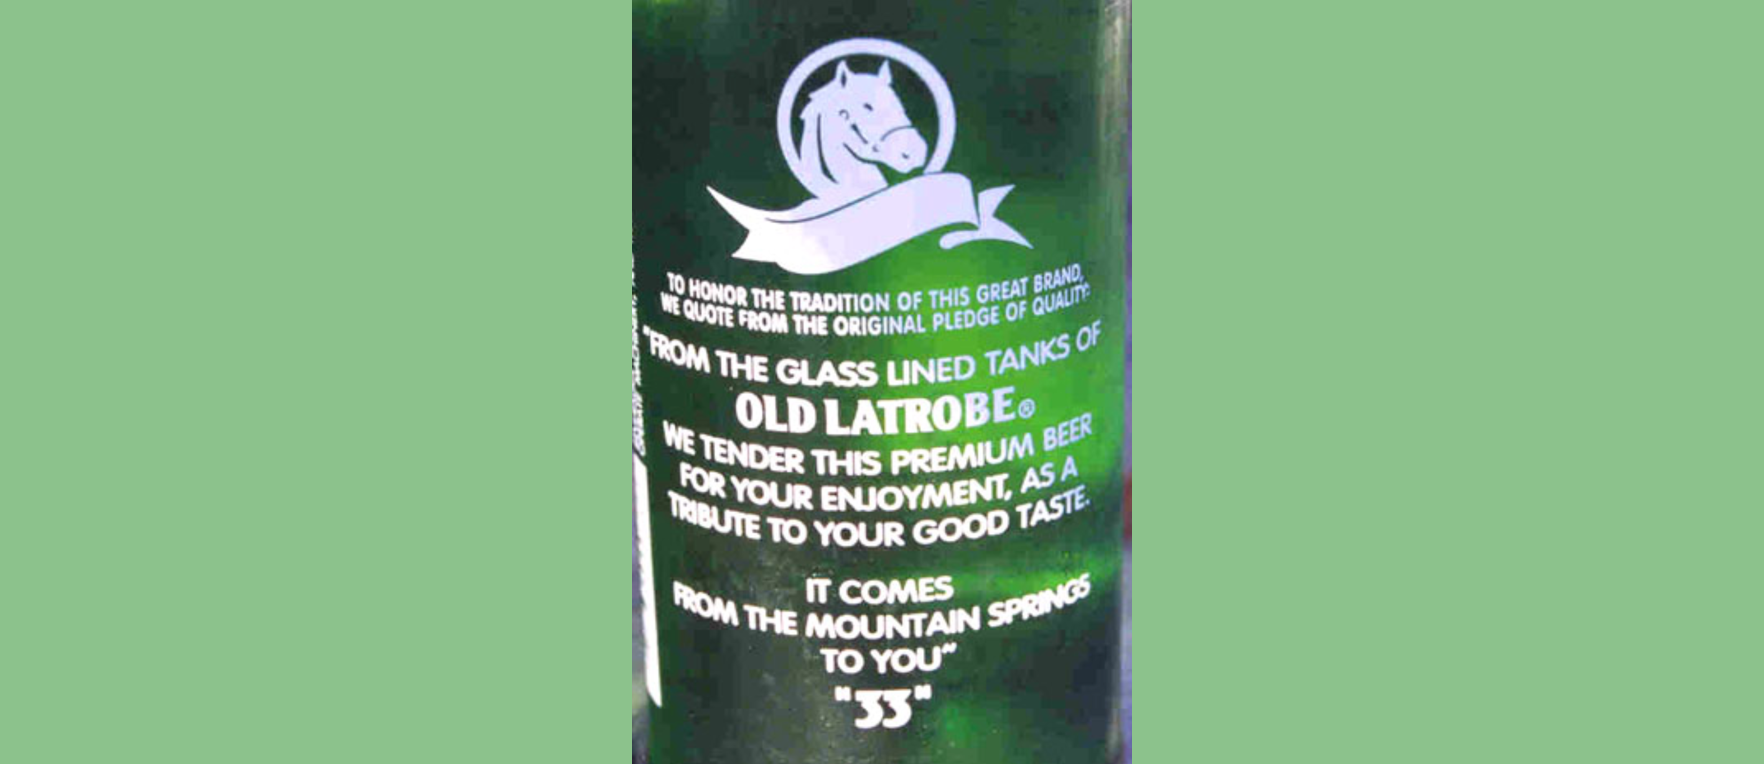 TO HONOR THE TRADITION OF THIS GREAT BRAND,
WE QUOTE FROM THE ORIGINAL PLEDGE OF QUALITY:
"FROM THE GLASS LINED TANKS OF
OLD LATROBE®
WE TENDER THIS PREMIUM BEER
FOR YOUR ENJOYMENT, AS A
TRIBUTE TO YOUR GOOD TASTE.
IT COMES
FROM THE MOUNTAIN SPRINGS
TO YOU"
"33"